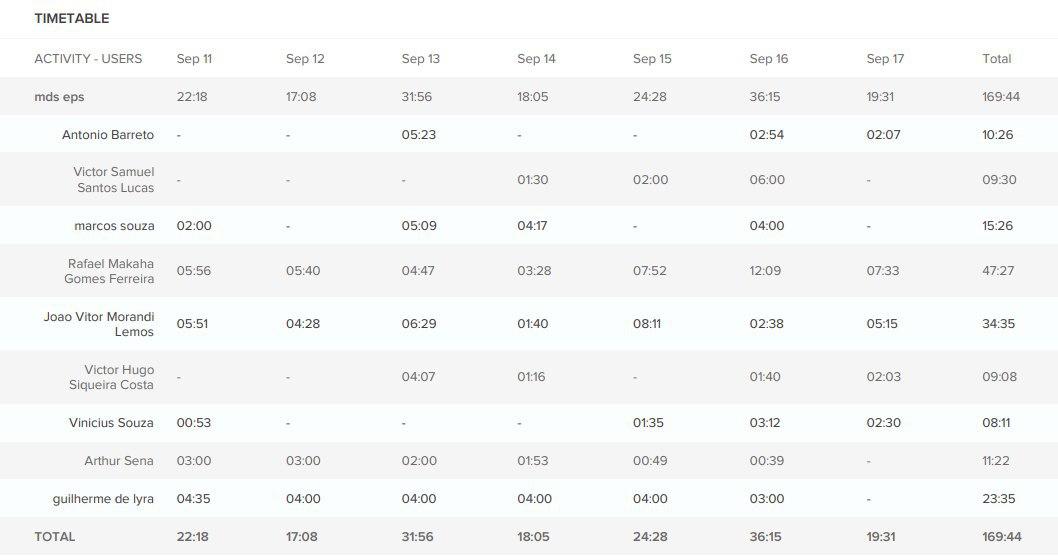 TIMETABLE
ACTIVITY - USERS Sep 11 Sep 12 Sep 13 Sep 14 Sep 15 Sep 16 Sep 17 Total
mds eps 22:18 17:08 31:56 18:05 24:28 36:15 19:31 169:44
Antonio Barreto - - 05:23 - - 02:54 02:07 10:26
Victor Samuel
Santos Lucas - - - 01:30 02:00 06:00 - 09:30
marcos souza 02:00 - 05:09 04:17 - 04:00 - 15:26
Rafael Makaha
Gomes Ferreira 05:56 05:40 04:47 03:28 07:52 12:09 07:33 47:27
Joao Vitor Morandi
Lemos 05:51 04:28 06:29 01:40 08:11 02:38 05:15 34:35
Victor Hugo
Siqueira Costa - - 04:07 01:16 - 01:40 02:03 09:08
Vinicius Souza 00:53 - - - 01:35 03:12 02:30 08:11
Arthur Sena 03:00 03:00 02:00 01:53 00:49 00:39 - 11:22
guilherme de lyra 04:35 04:00 04:00 04:00 04:00 03:00 - 23:35
TOTAL 22:18 17:08 31:56 18:05 24:28 36:15 19:31 169:44